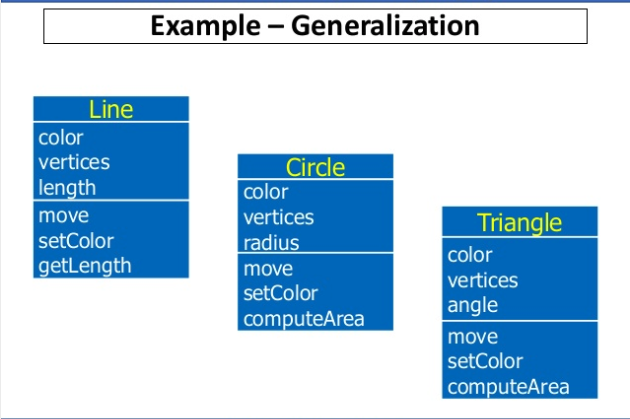 Example – Generalization
Line
color
vertices
length
move
setColor
getLength
Circle
color
vertices
radius
move
setColor
computeArea
Triangle
color
vertices
angle
move
setColor
computeArea